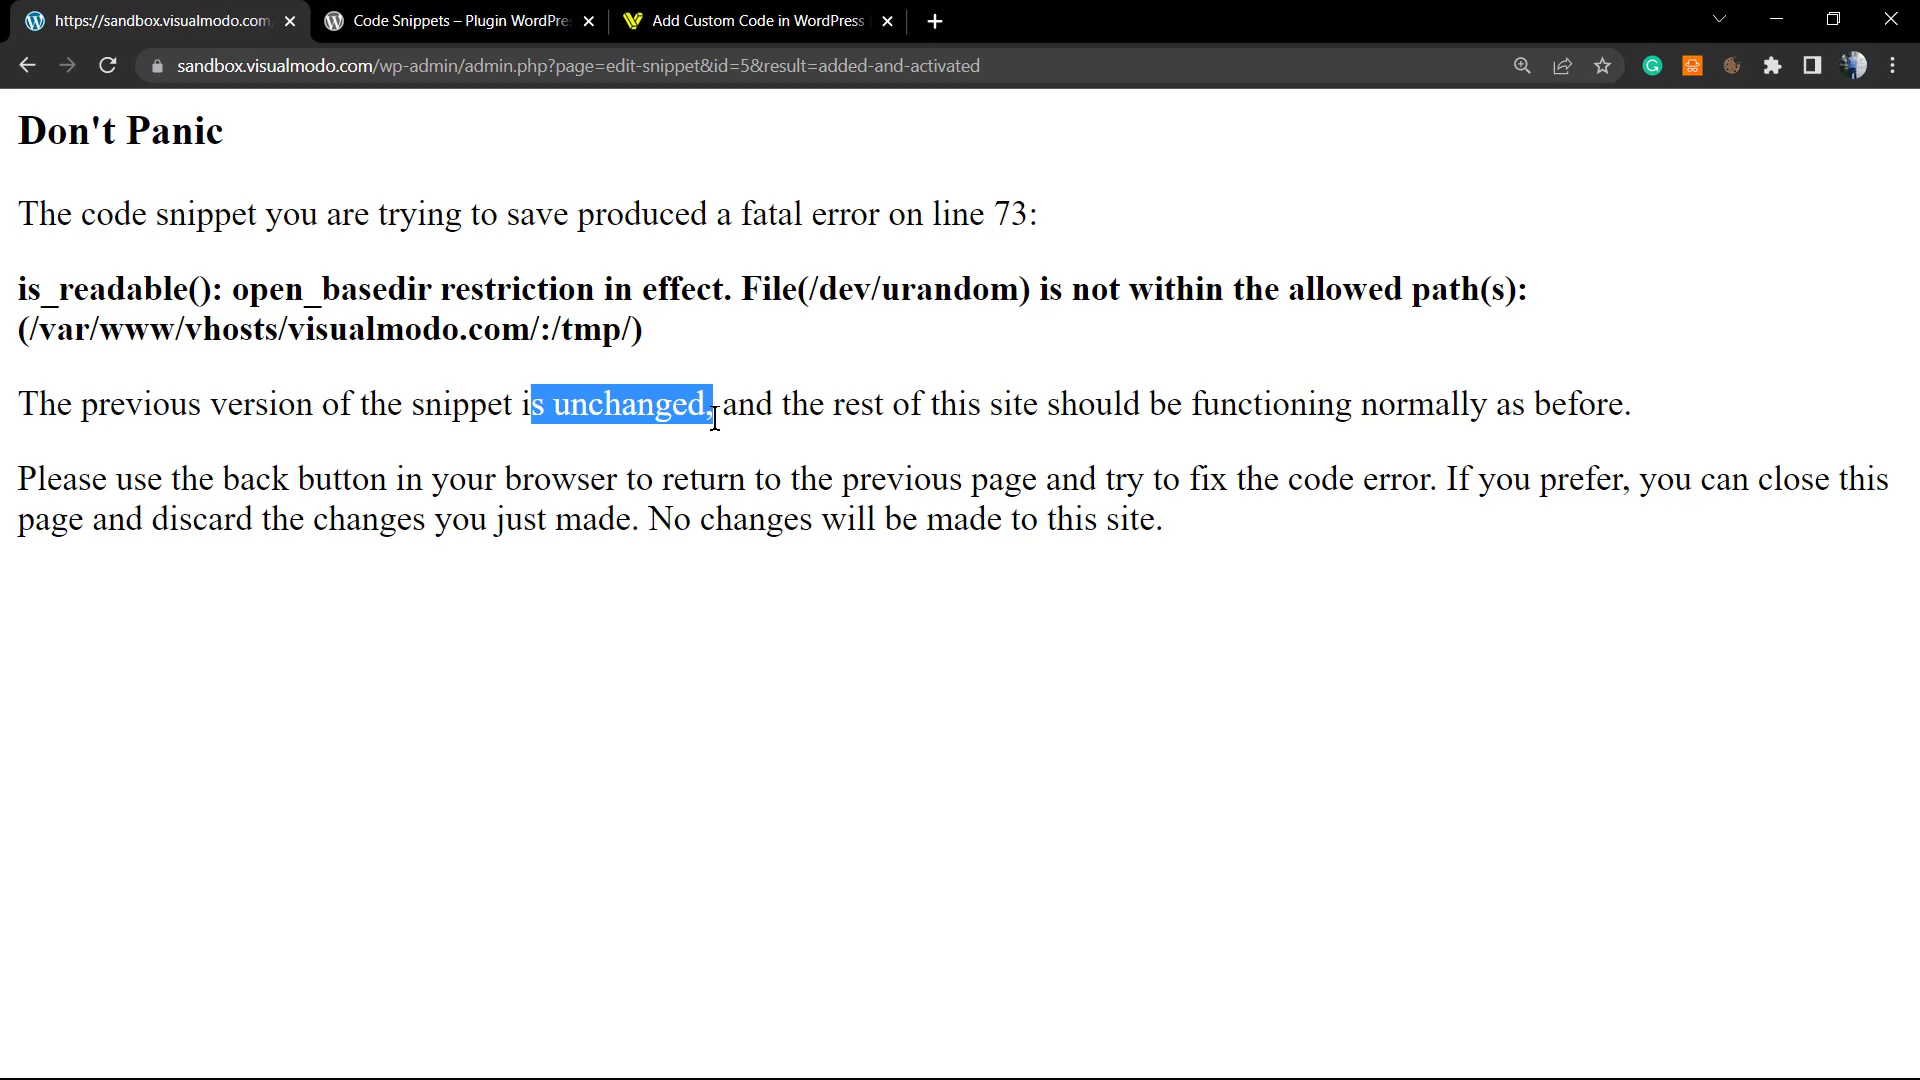 https://sandbox.visualmodo.com
Code Snippets – Plugin WordPre
Add Custom Code in WordPress
sandbox.visualmodo.com/wp-admin/admin.php?page=edit-snippet&id=5&result=added-and-activated
Don't Panic
The code snippet you are trying to save produced a fatal error on line 73:
is_readable(): open_basedir restriction in effect. File(/dev/urandom) is not within the allowed path(s):
(/var/www/vhosts/visualmodo.com/:/tmp/)
The previous version of the snippet is unchanged, and the rest of this site should be functioning normally as before.
Please use the back button in your browser to return to the previous page and try to fix the code error. If you prefer, you can close this
page and discard the changes you just made. No changes will be made to this site.